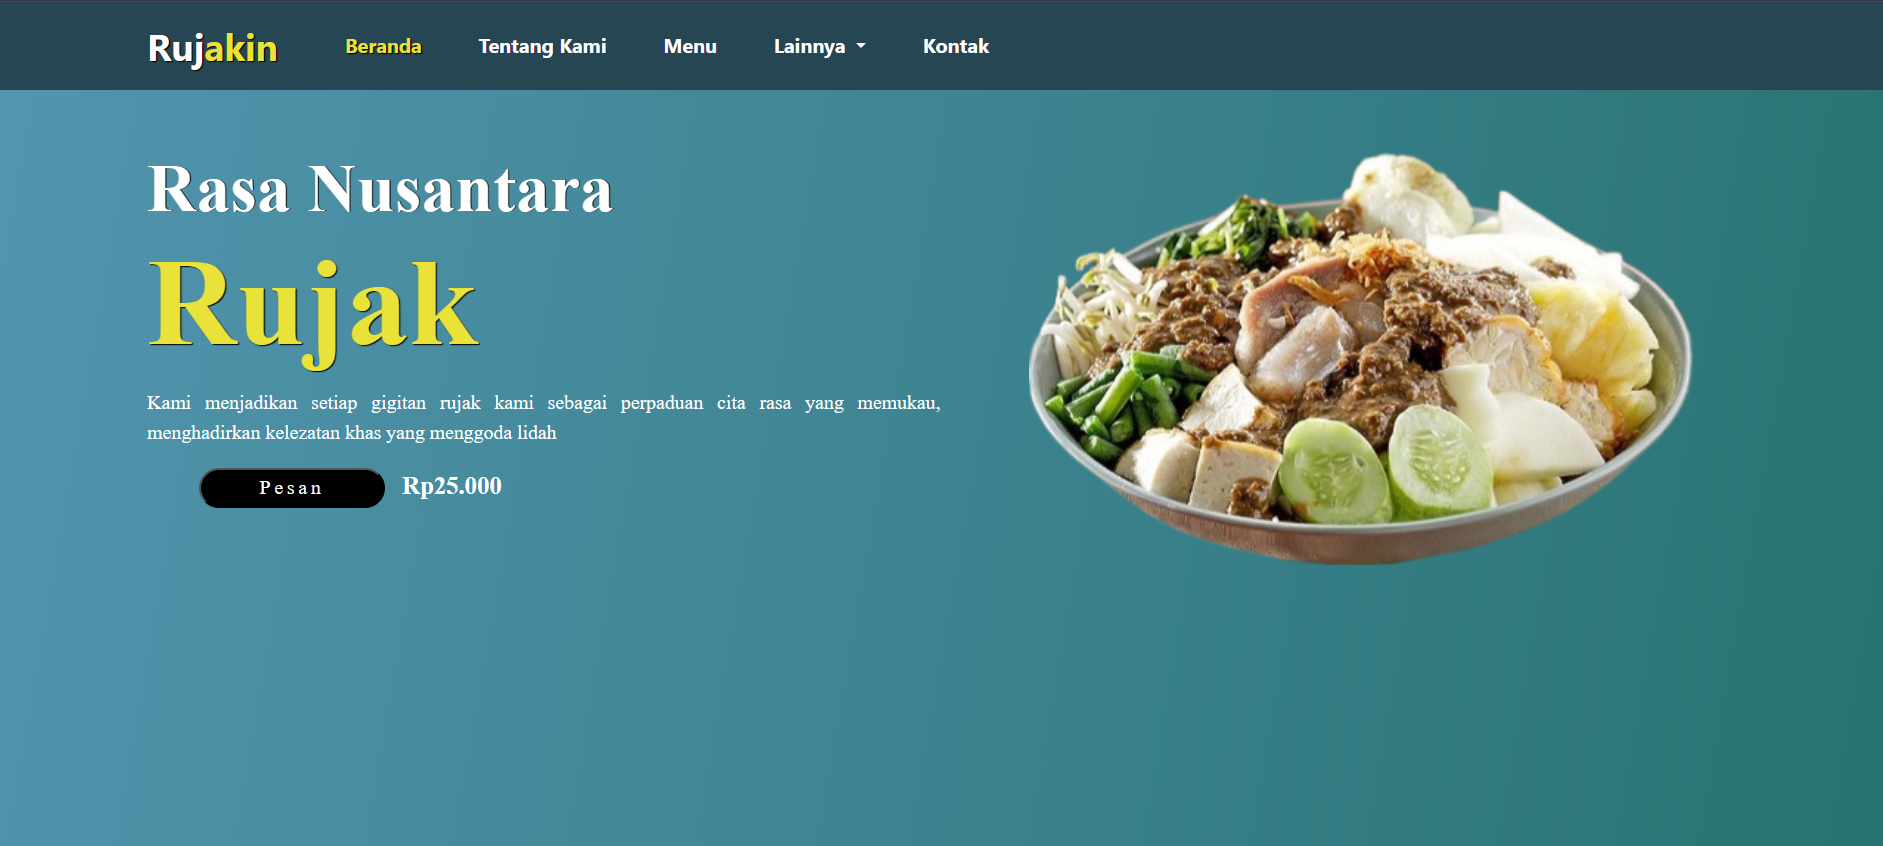 Rujakin Beranda Tentang Kami Menu Lainnya Kontak
Rasa Nusantara
Rujak
Kami menjadikan setiap gigitan rujak kami sebagai perpaduan cita rasa yang memukau,
menghadirkan kelezatan khas yang menggoda lidah
Pesan Rp25.000